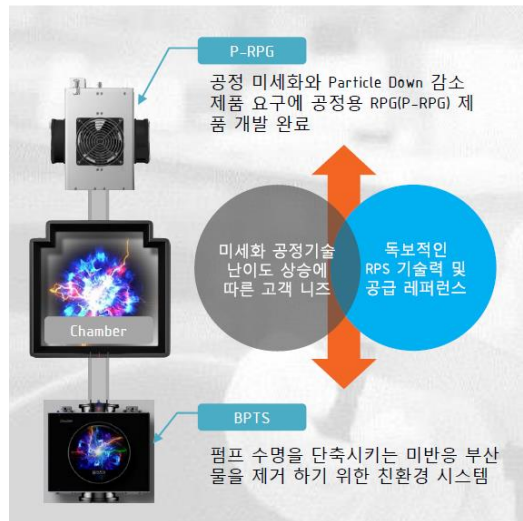 P-RPG
공정 미세화와 Particle Down 감소
제품 요구에 공정용 RPG(P-RPG) 제
품 개발 완료
미세화 공정기술
난이도 상승에
따른 고객 니즈
독보적인
RPS 기술력 및
공급 레퍼런스
Chamber
BPTS
펌프 수명을 단축시키는 미반응 부산
물을 제거 하기 위한 친환경 시스템